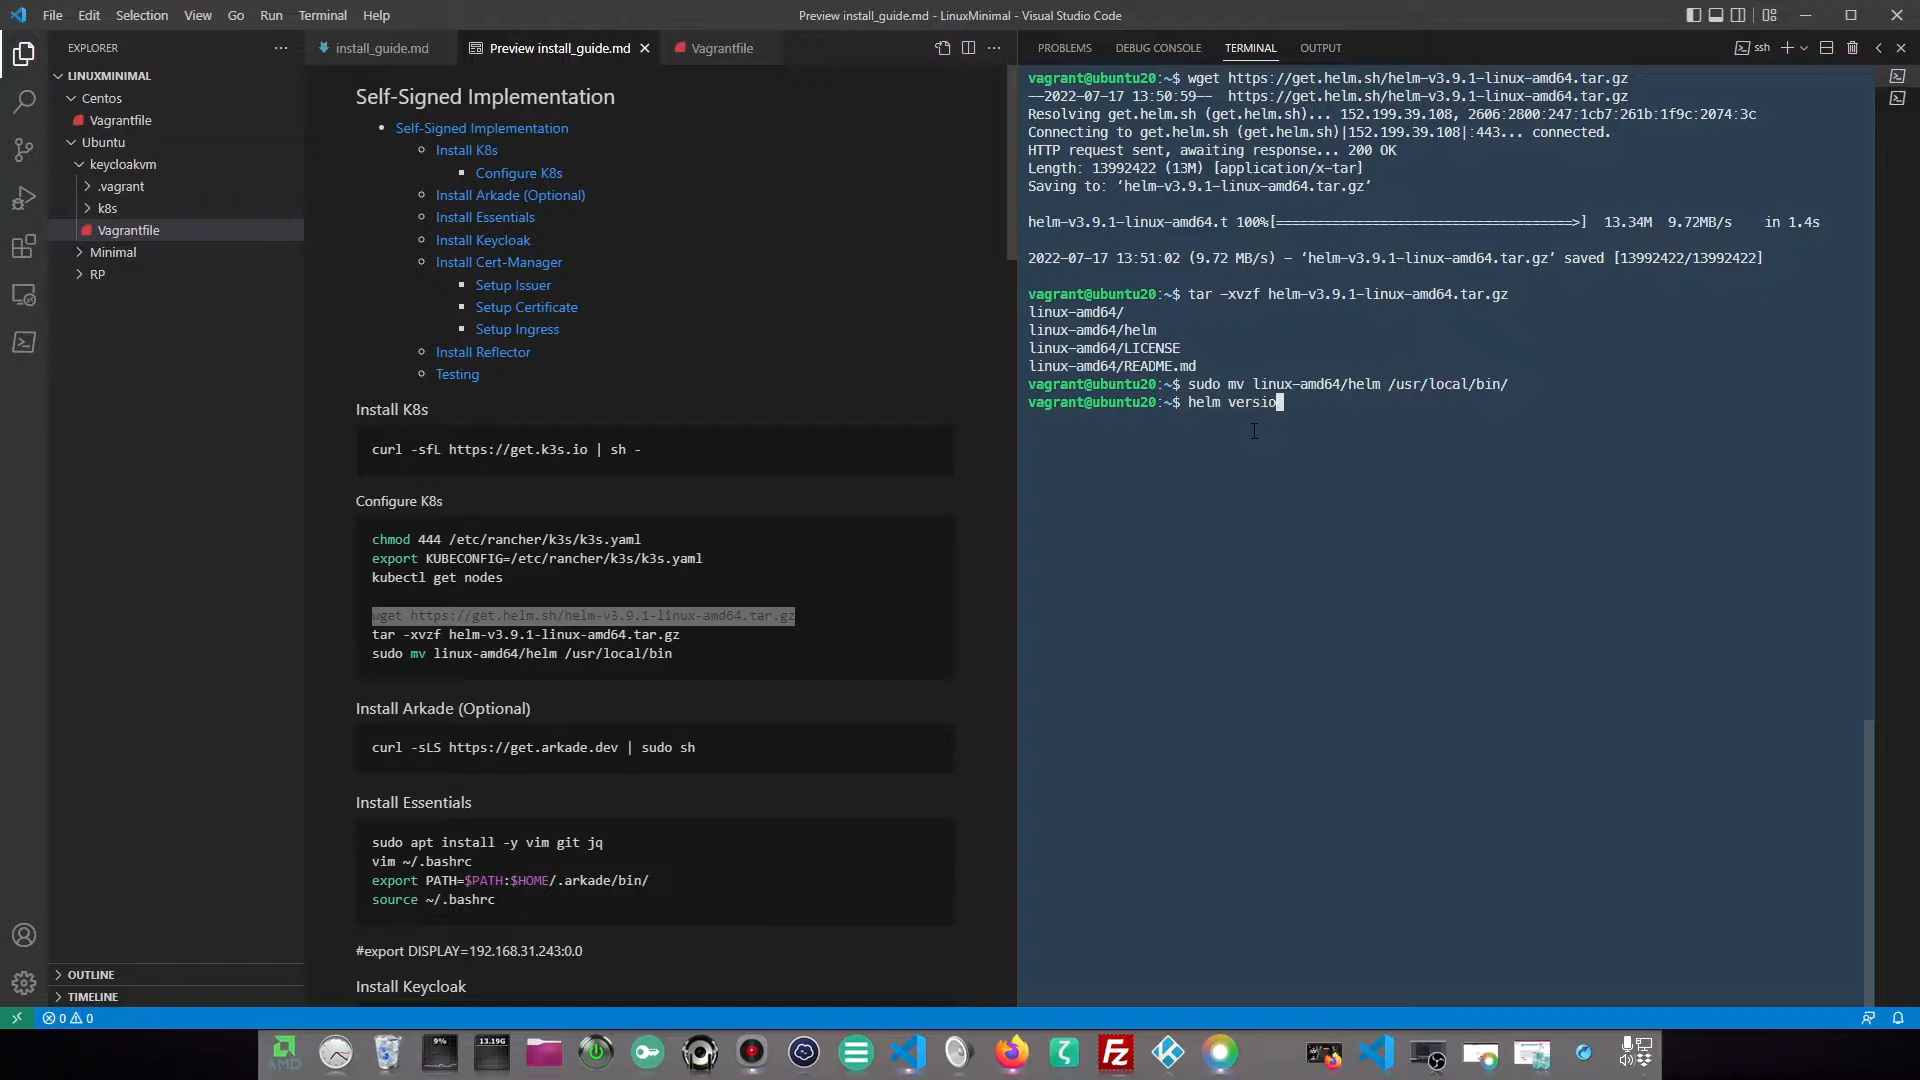 File Edit Selection View Go Run Terminal Help
Preview install_guide.md - LinuxMinimal - Visual Studio Code
EXPLORER
LINUXMINIMAL
Centos
Vagrantfile
Ubuntu
keycloakvm
.vagrant
k8s
Vagrantfile
Minimal
RP
OUTLINE
TIMELINE
install_guide.md
Preview install_guide.md
Vagrantfile
Self-Signed Implementation
Self-Signed Implementation
Install K8s
Configure K8s
Install Arkade (Optional)
Install Essentials
Install Keycloak
Install Cert-Manager
Setup Issuer
Setup Certificate
Setup Ingress
Install Reflector
Testing
Install K8s
curl -sfL https://get.k3s.io | sh -
Configure K8s
chmod 444 /etc/rancher/k3s/k3s.yaml
export KUBECONFIG=/etc/rancher/k3s/k3s.yaml
kubectl get nodes
wget https://get.helm.sh/helm-v3.9.1-linux-amd64.tar.gz
tar -xvzf helm-v3.9.1-linux-amd64.tar.gz
sudo mv linux-amd64/helm /usr/local/bin
Install Arkade (Optional)
curl -sLS https://get.arkade.dev | sudo sh
Install Essentials
sudo apt install -y vim git jq
vim ~/.bashrc
export PATH=$PATH:$HOME/.arkade/bin/
source ~/.bashrc
#export DISPLAY=192.168.31.243:0.0
Install Keycloak
PROBLEMS DEBUG CONSOLE TERMINAL OUTPUT
ssh
vagrant@ubuntu20:~$ wget https://get.helm.sh/helm-v3.9.1-linux-amd64.tar.gz
--2022-07-17 13:50:59-- https://get.helm.sh/helm-v3.9.1-linux-amd64.tar.gz
Resolving get.helm.sh (get.helm.sh)... 152.199.39.108, 2606:2800:247:1cb7:261b:1f9c:2074:3c
Connecting to get.helm.sh (get.helm.sh)|152.199.39.108|:443... connected.
HTTP request sent, awaiting response... 200 OK
Length: 13992422 (13M) [application/x-tar]
Saving to: ‘helm-v3.9.1-linux-amd64.tar.gz’
helm-v3.9.1-linux-amd64.t 100%[=====================================>] 13.34M 9.72MB/s in 1.4s
2022-07-17 13:51:02 (9.72 MB/s) - ‘helm-v3.9.1-linux-amd64.tar.gz’ saved [13992422/13992422]
vagrant@ubuntu20:~$ tar -xvzf helm-v3.9.1-linux-amd64.tar.gz
linux-amd64/
linux-amd64/helm
linux-amd64/LICENSE
linux-amd64/README.md
vagrant@ubuntu20:~$ sudo mv linux-amd64/helm /usr/local/bin/
vagrant@ubuntu20:~$ helm versio
0 0
AMD
9%
13.19G
Fz